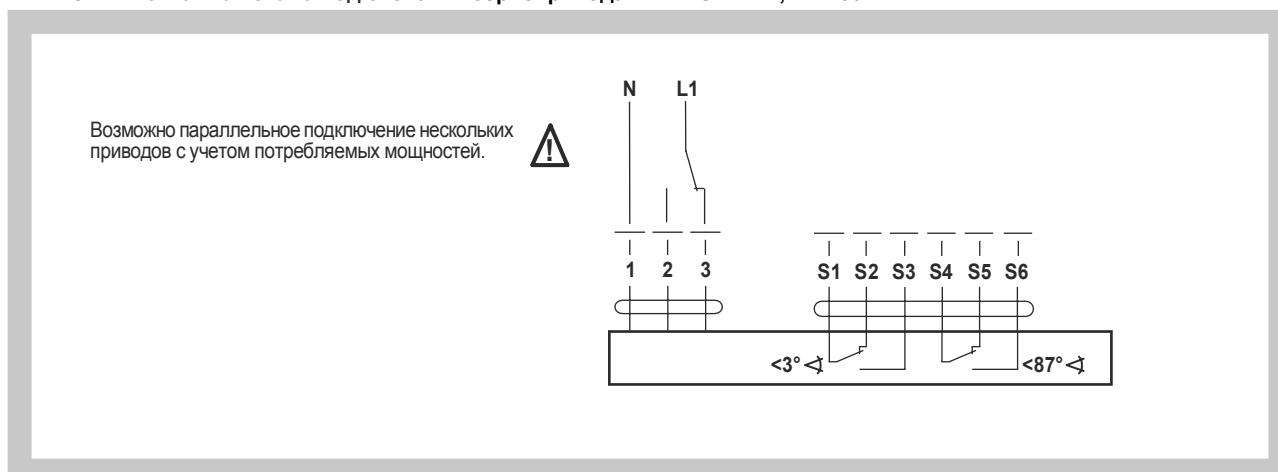 Возможно параллельное подключение нескольких
приводов с учетом потребляемых мощностей.
!
N L1
1 2 3 S1 S2 S3 S4 S5 S6
<3° <87°